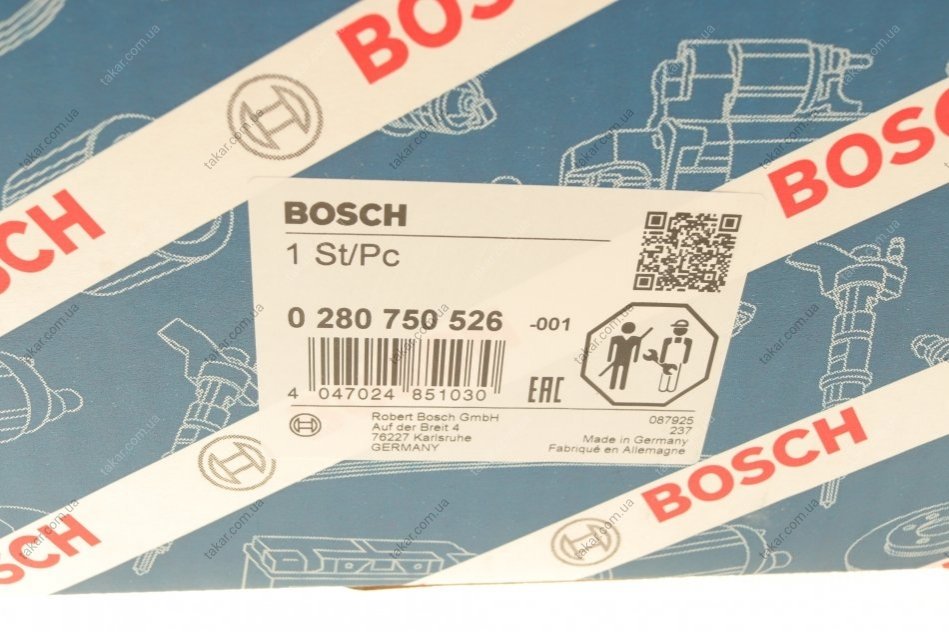 BOSCH
BOSCH
BOSCH
BOSCH
1 St/Pc
0 280 750 526 -001
4 047024 851030
EAC
Robert Bosch GmbH
Auf der Breit 4
76227 Karlsruhe
GERMANY
087925
237
Made in Germany
Fabriqué en Allemagne
BOSCH
BOSCH
takar.com.ua